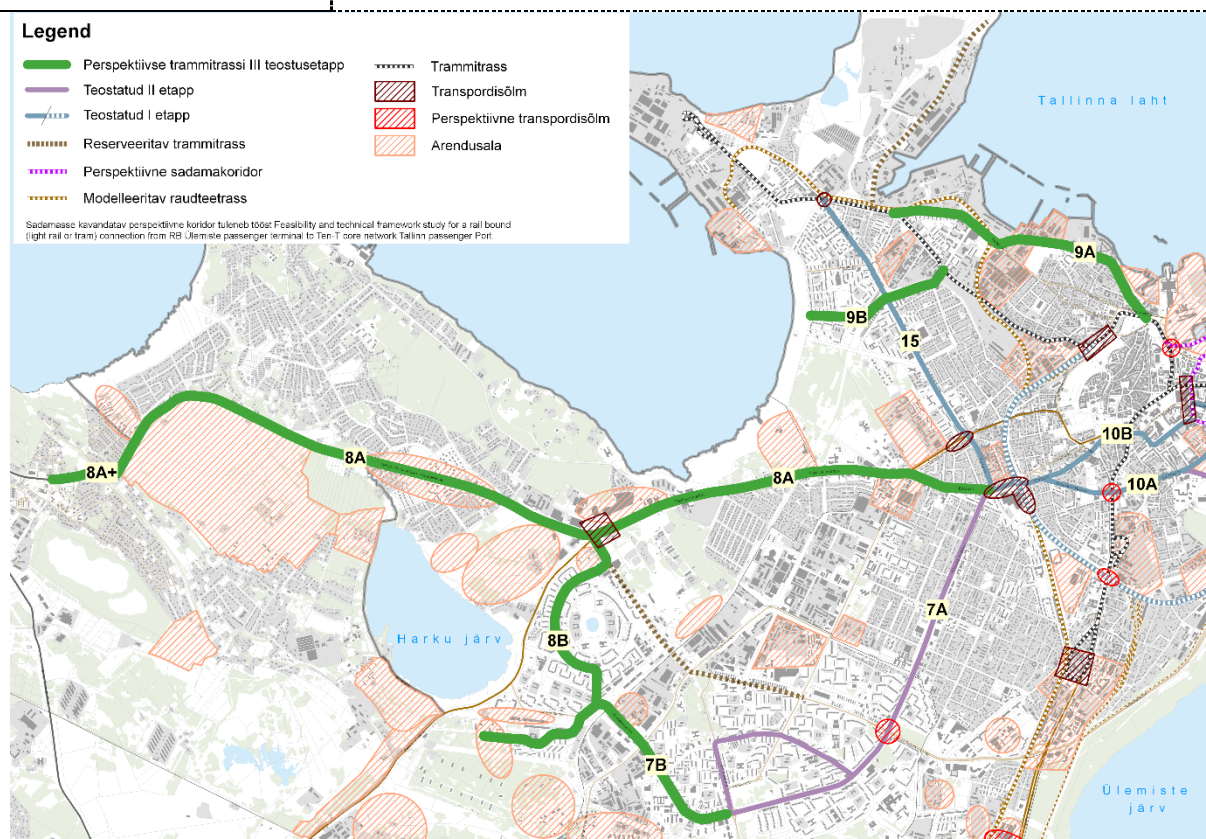 Legend
Perspektiivse trammitrassi III teostusetapp
Teostatud II etapp
Teostatud I etapp
Reserveeritav trammitrass
Perspektiivne sadamakoridor
Modelleeritav raudteetrass
Trammitrass
Transpordisõlm
Perspektiivne transpordisõlm
Arendusala
Sadamasse kavandatav perspektiivne koridor tuleneb tööst Feasibility and technical framework study for a rail bound
(light rail or tram) connection from RB Ülemiste passenger terminal to Ten-T core network Tallinn passenger Port.
Tallinna laht
9A
9B
15
10B
8A
8A
8A+
10A
7A
8B
Harku järv
7B
Ülemiste
järv